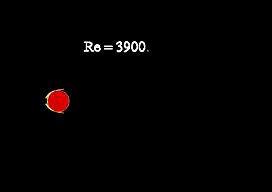 Re = 3900.